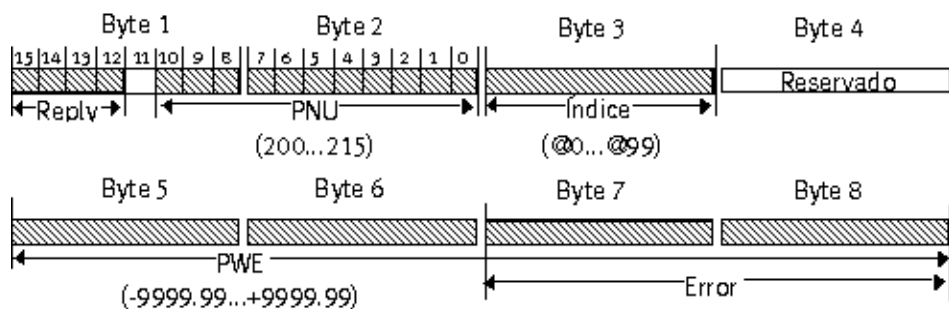 Byte 1 Byte 2 Byte 3 Byte 4
15 14 13 12 11 10 9 8 7 6 5 4 3 2 1 0
Reservado
Reply PNU Índice
(200...215) (@0...@99)
Byte 5 Byte 6 Byte 7 Byte 8
PWE
Error
(-9999.99...+9999.99)